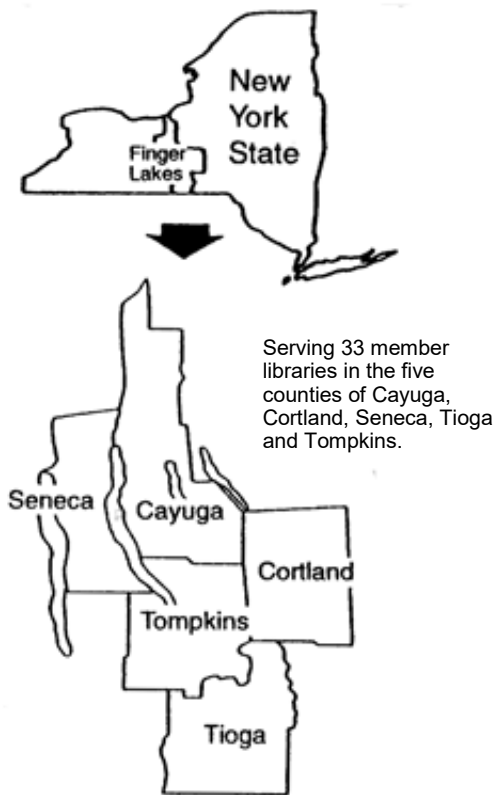 New
York
State
Finger
Lakes
Serving 33 member
libraries in the five
counties of Cayuga,
Cortland, Seneca, Tioga
and Tompkins.
Seneca
Cayuga
Cortland
Tompkins
Tioga